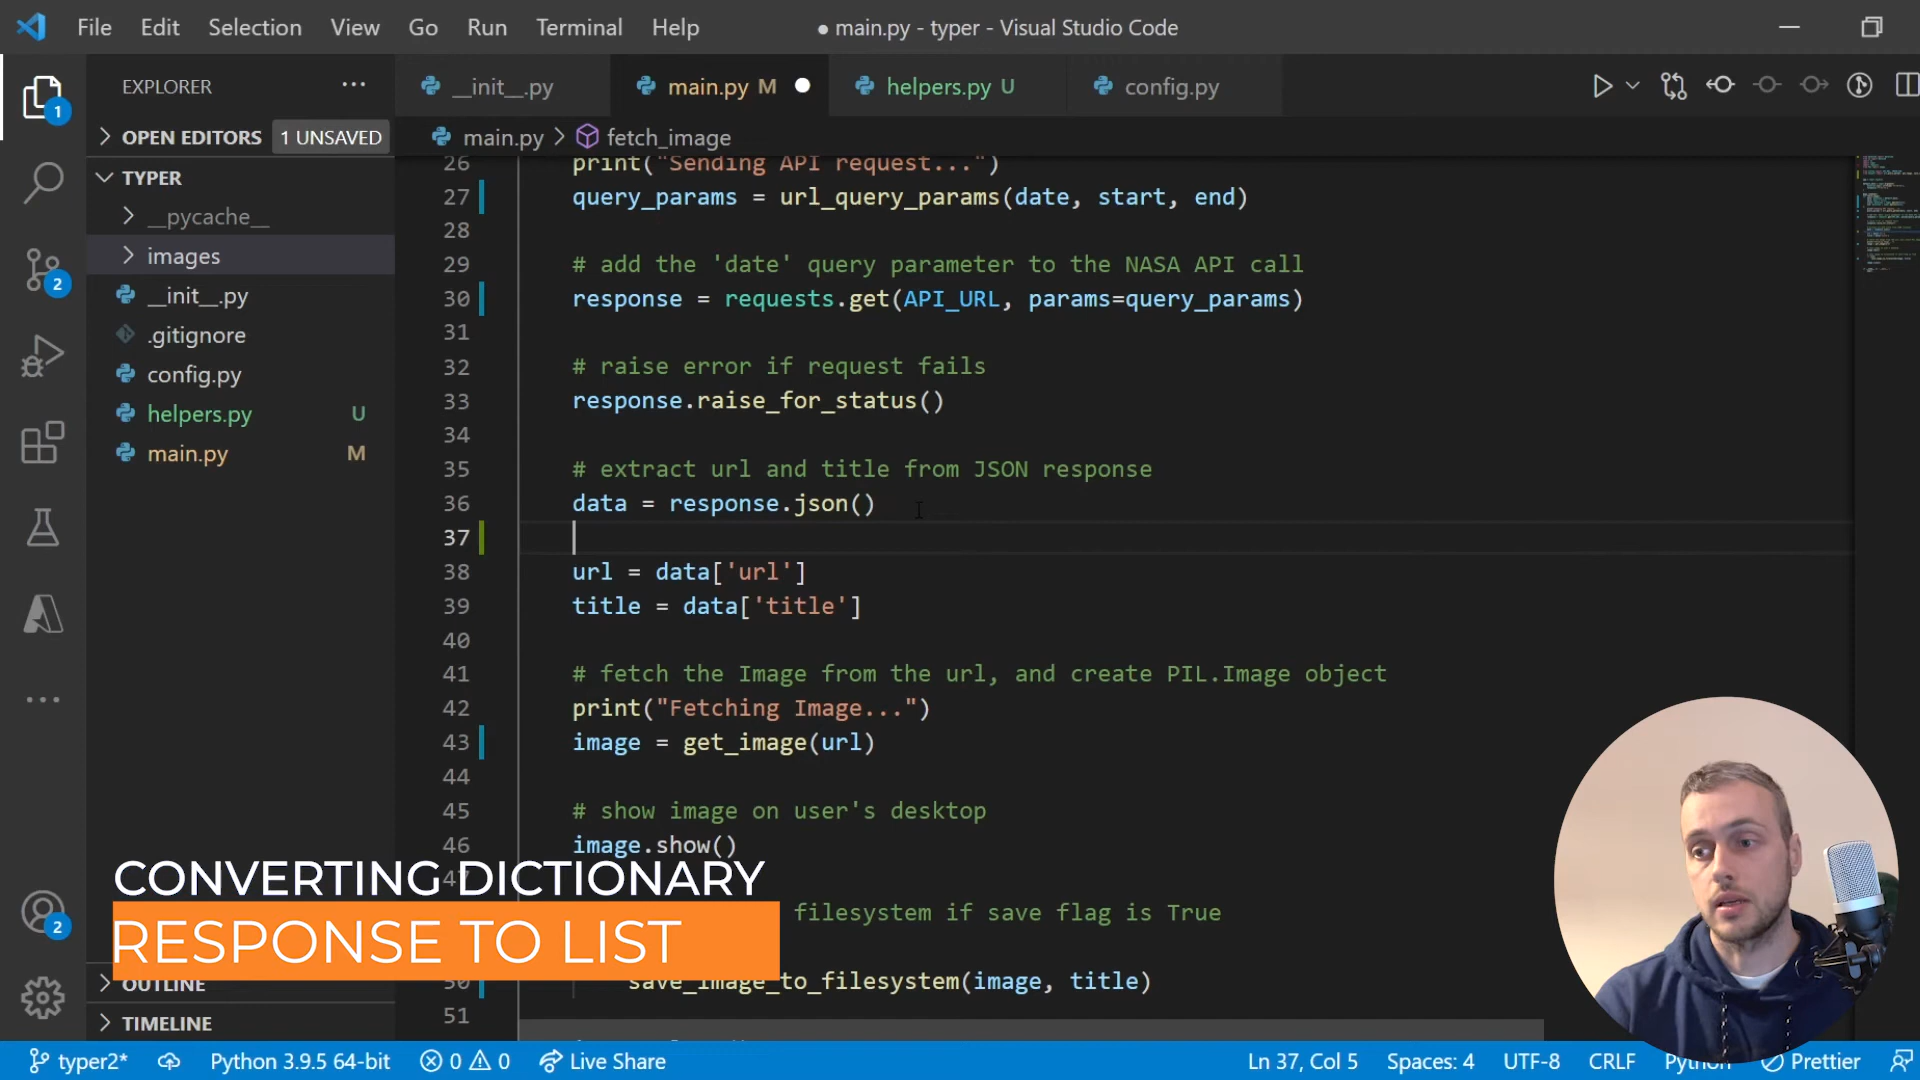 File Edit Selection View Go Run Terminal Help
● main.py - typer - Visual Studio Code
EXPLORER ···
__init__.py
main.py M
helpers.py U
config.py
1
OPEN EDITORS 1 UNSAVED
main.py > fetch_image
TYPER
__pycache__
images
__init__.py
.gitignore
config.py
helpers.py U
main.py M
2
2
26 print("Sending API request...")
27 query_params = url_query_params(date, start, end)
28
29 # add the 'date' query parameter to the NASA API call
30 response = requests.get(API_URL, params=query_params)
31
32 # raise error if request fails
33 response.raise_for_status()
34
35 # extract url and title from JSON response
36 data = response.json()
37
38 url = data['url']
39 title = data['title']
40
41 # fetch the Image from the url, and create PIL.Image object
42 print("Fetching Image...")
43 image = get_image(url)
44
45 # show image on user's desktop
46 image.show()
47
filesystem if save flag is True
50 save_image_to_filesystem(image, title)
51
CONVERTING DICTIONARY
RESPONSE TO LIST
OUTLINE
TIMELINE
typer2* Python 3.9.5 64-bit 0 0 Live Share
Ln 37, Col 5 Spaces: 4 UTF-8 CRLF Python Prettier